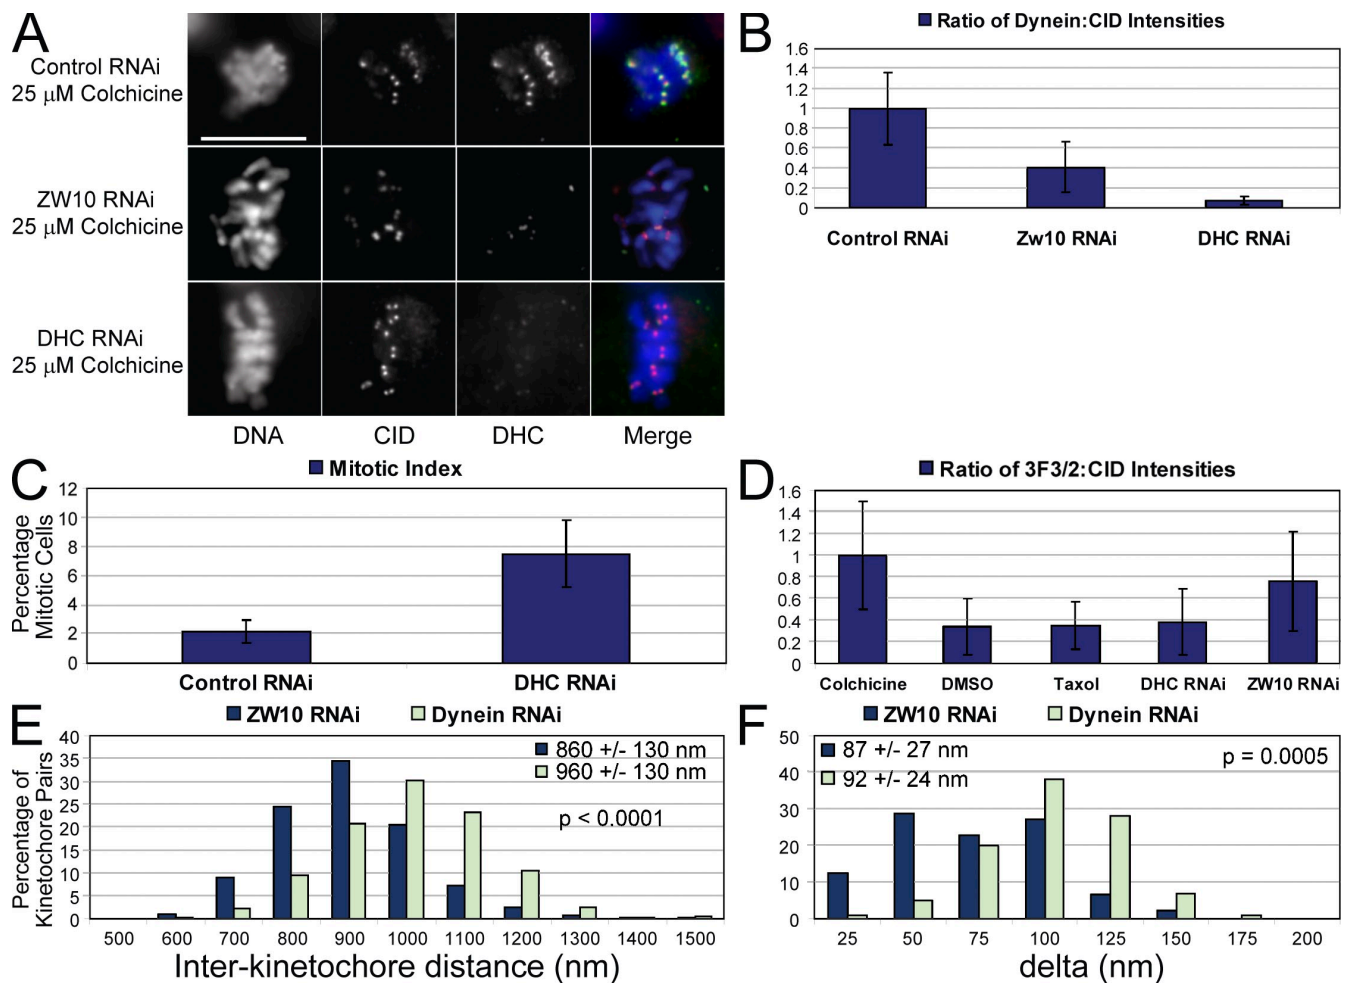 A
Control RNAi
25 μM Colchicine
ZW10 RNAi
25 μM Colchicine
DHC RNAi
25 μM Colchicine
DNA CID DHC Merge
B
Ratio of Dynein:CID Intensities
1.6
1.4
1.2
1
0.8
0.6
0.4
0.2
0
Control RNAi Zw10 RNAi DHC RNAi
C
Mitotic Index
Percentage
Mitotic Cells
12
10
8
6
4
2
0
Control RNAi DHC RNAi
D
Ratio of 3F3/2:CID Intensities
1.6
1.4
1.2
1
0.8
0.6
0.4
0.2
0
Colchicine DMSO Taxol DHC RNAi ZW10 RNAi
E
ZW10 RNAi Dynein RNAi
Percentage of
Kinetochore Pairs
40
35
30
25
20
15
10
5
0
860 +/- 130 nm
960 +/- 130 nm
p < 0.0001
500 600 700 800 900 1000 1100 1200 1300 1400 1500
Inter-kinetochore distance (nm)
F
ZW10 RNAi Dynein RNAi
50
40
30
20
10
0
87 +/- 27 nm
92 +/- 24 nm
p = 0.0005
25 50 75 100 125 150 175 200
delta (nm)